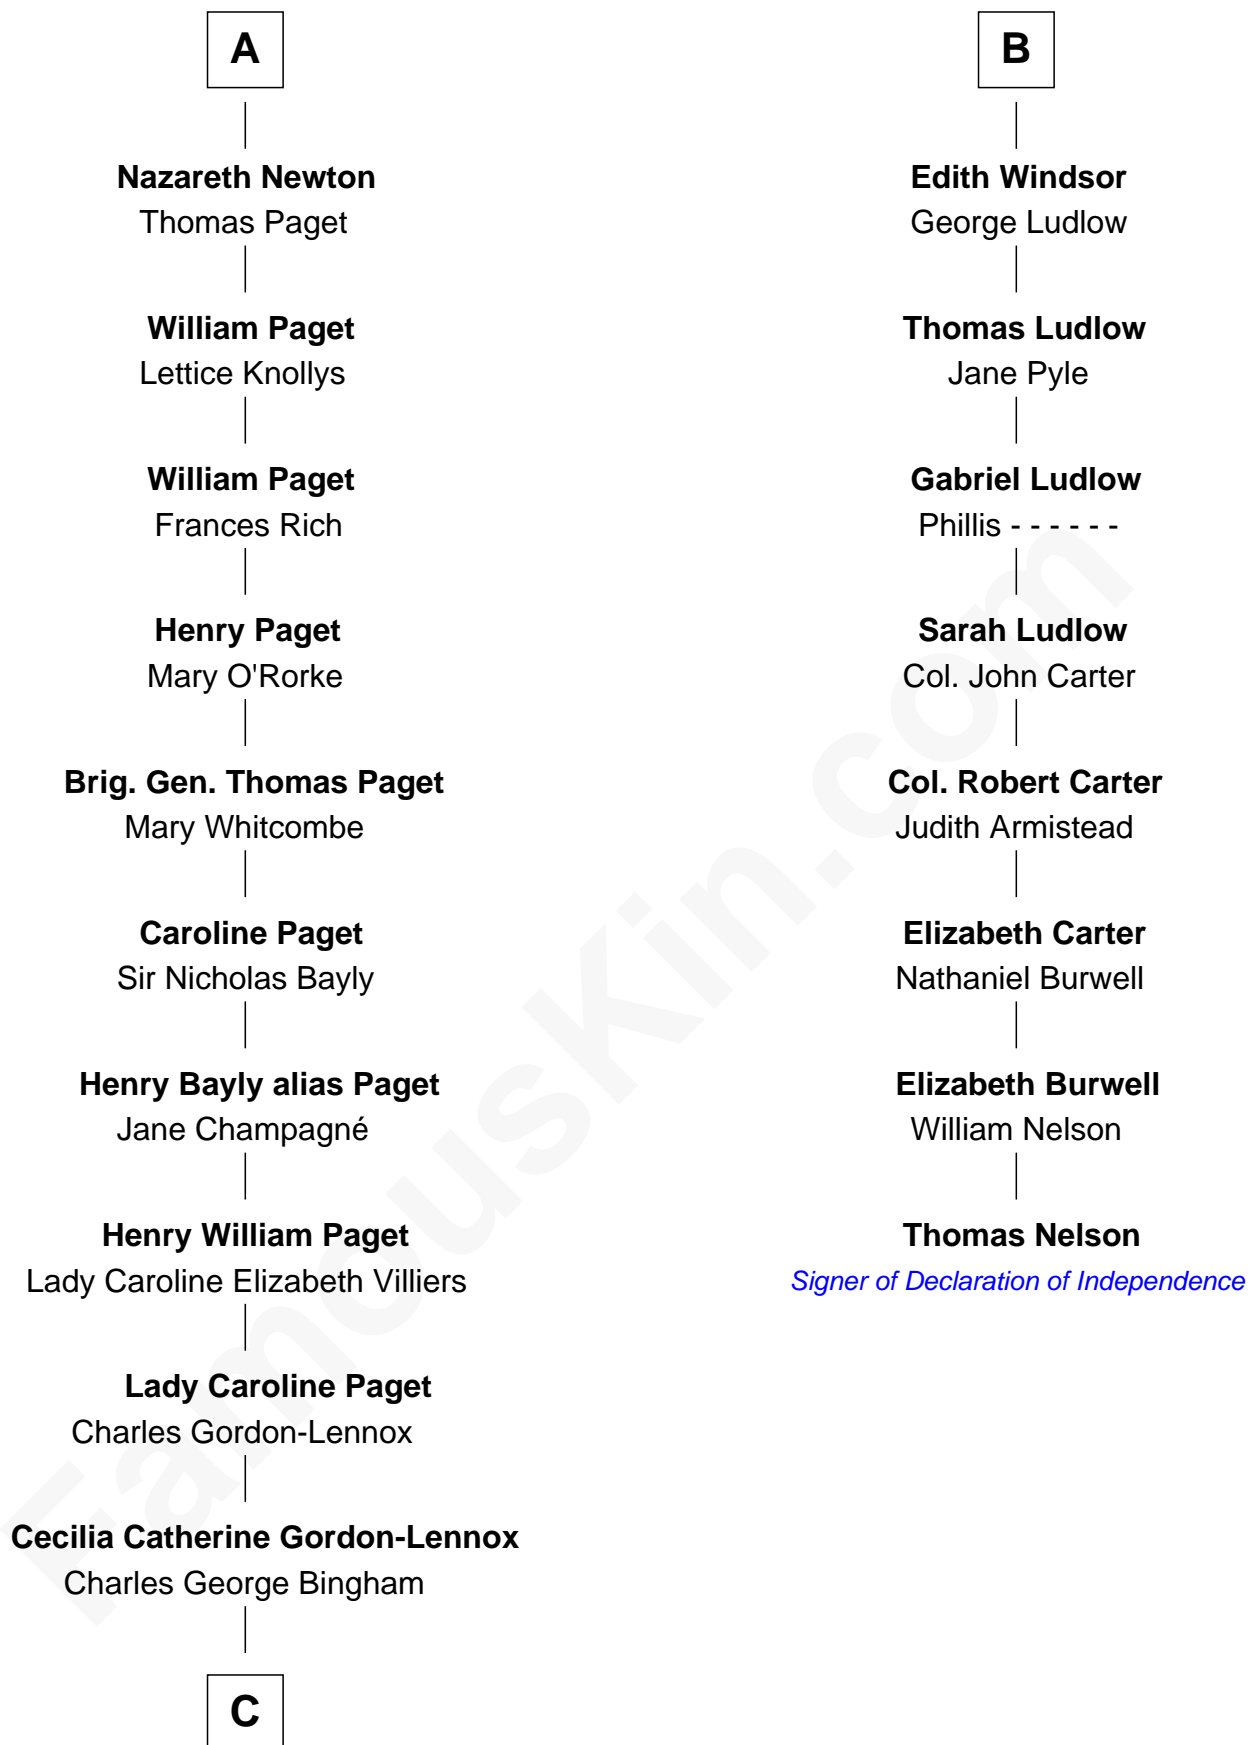 A
Nazareth Newton
Thomas Paget
William Paget
Lettice Knollys
William Paget
Frances Rich
Henry Paget
Mary O'Rorke
Brig. Gen. Thomas Paget
Mary Whitcombe
Caroline Paget
Sir Nicholas Bayly
Henry Bayly alias Paget
Jane Champagné
Henry William Paget
Lady Caroline Elizabeth Villiers
Lady Caroline Paget
Charles Gordon-Lennox
Cecilia Catherine Gordon-Lennox
Charles George Bingham
C
B
Edith Windsor
George Ludlow
Thomas Ludlow
Jane Pyle
Gabriel Ludlow
Phillis - - - - - -
Sarah Ludlow
Col. John Carter
Col. Robert Carter
Judith Armistead
Elizabeth Carter
Nathaniel Burwell
Elizabeth Burwell
William Nelson
Thomas Nelson
Signer of Declaration of Independence
FamousKin.com